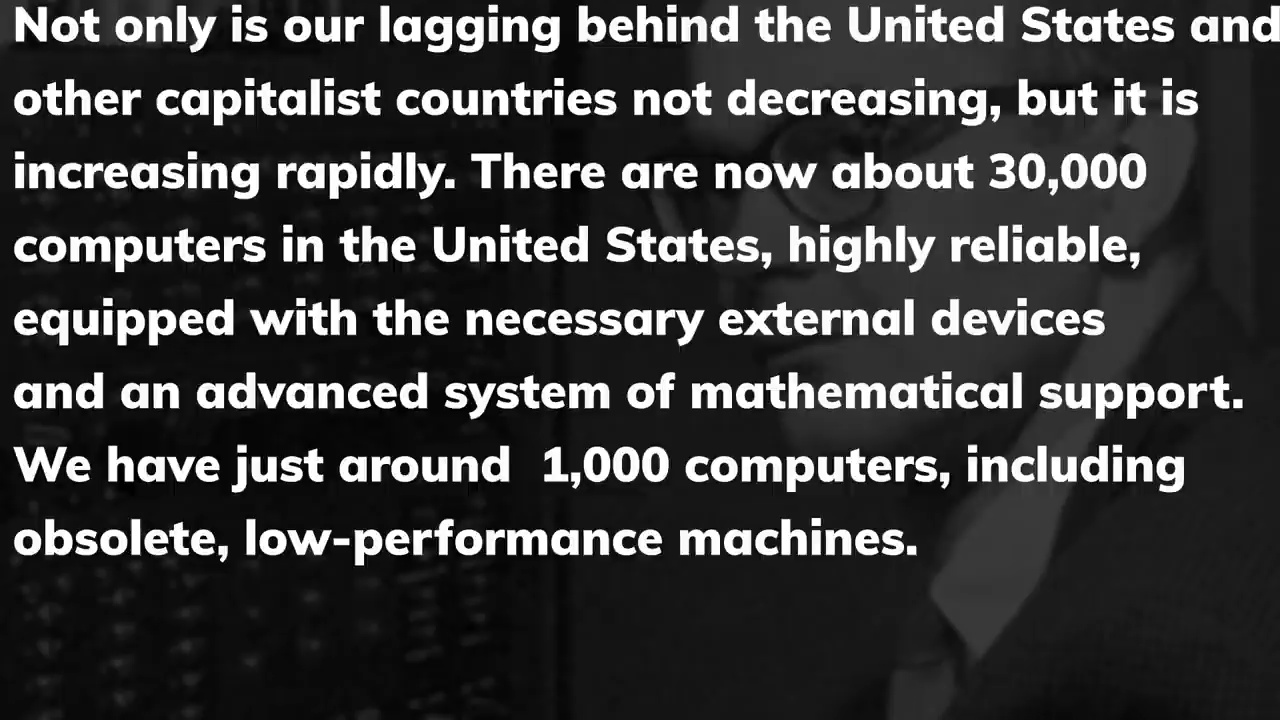 Not only is our lagging behind the United States and
other capitalist countries not decreasing, but it is
increasing rapidly. There are now about 30,000
computers in the United States, highly reliable,
equipped with the necessary external devices
and an advanced system of mathematical support.
We have just around  1,000 computers, including
obsolete, low-performance machines.